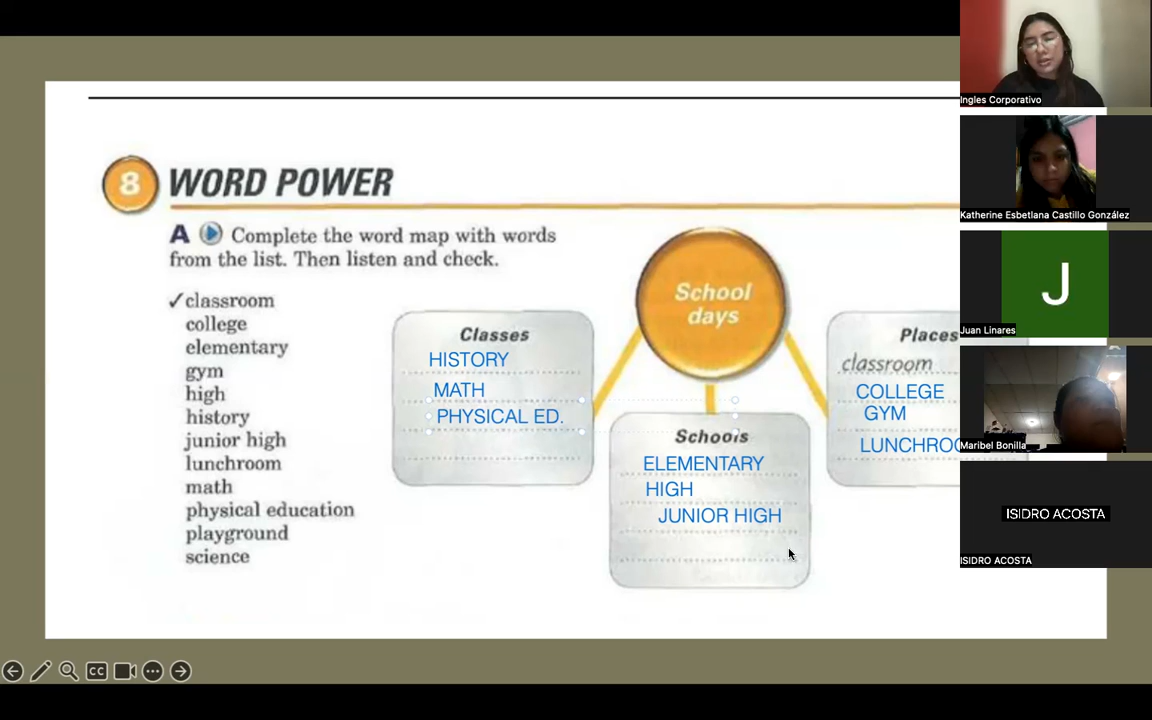 8 WORD POWER
A Complete the word map with words
from the list. Then listen and check.
✓classroom
college
elementary
gym
high
history
junior high
lunchroom
math
physical education
playground
science
School
days
Classes
HISTORY
MATH
PHYSICAL ED.
Schools
ELEMENTARY
HIGH
JUNIOR HIGH
Places
classroom
COLLEGE
GYM
LUNCHROO
CC
Ingles Corporativo
Katherine Esbetlana Castillo González
J
Juan Linares
Maribel Bonilla
ISIDRO ACOSTA
ISIDRO ACOSTA